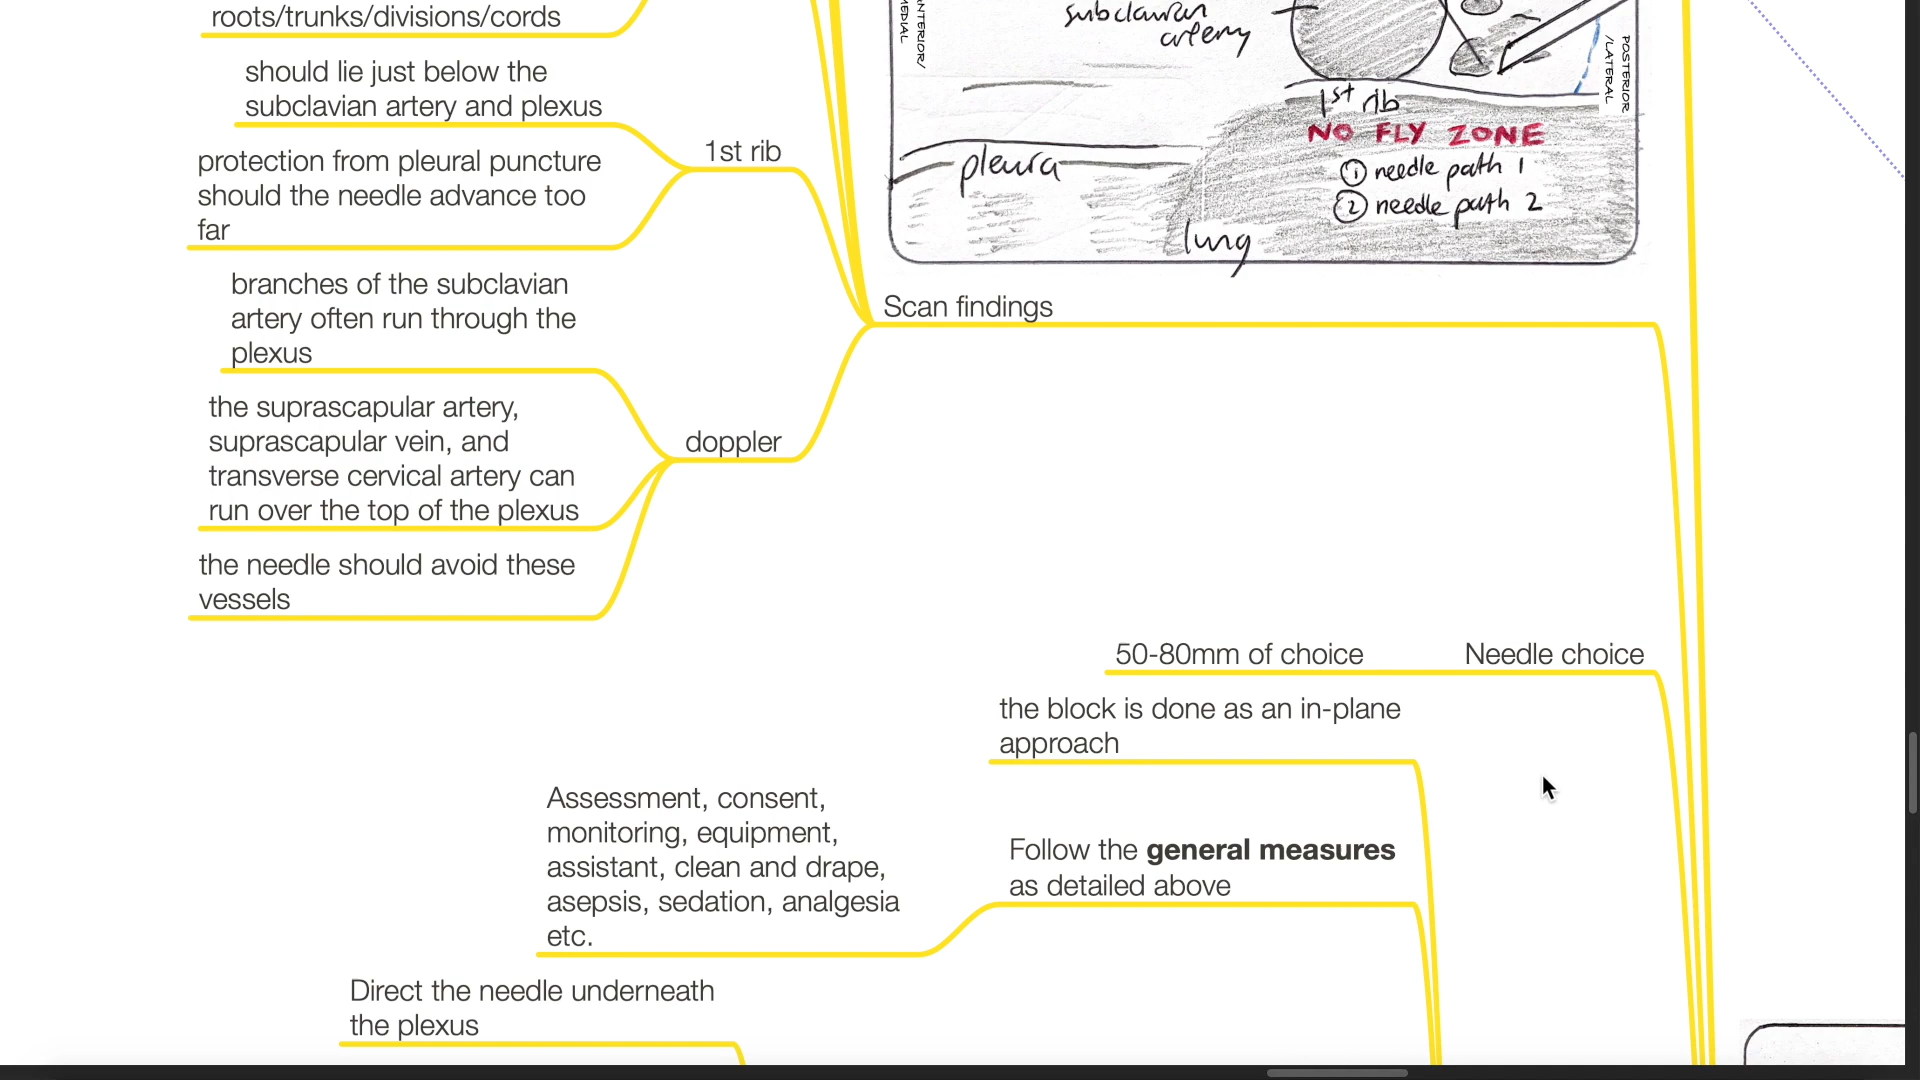 roots/trunks/divisions/cords
should lie just below the
subclavian artery and plexus
1st rib
protection from pleural puncture
should the needle advance too
far
branches of the subclavian
artery often run through the
plexus
the suprascapular artery,
suprascapular vein, and
transverse cervical artery can
run over the top of the plexus
doppler
the needle should avoid these
vessels
subclavian
artery
POSTERIOR
/LATERAL
1st rib
NO FLY ZONE
pleura
① needle path 1
② needle path 2
lung
Scan findings
50-80mm of choice
Needle choice
the block is done as an in-plane
approach
Assessment, consent,
monitoring, equipment,
assistant, clean and drape,
asepsis, sedation, analgesia
etc.
Follow the general measures
as detailed above
Direct the needle underneath
the plexus